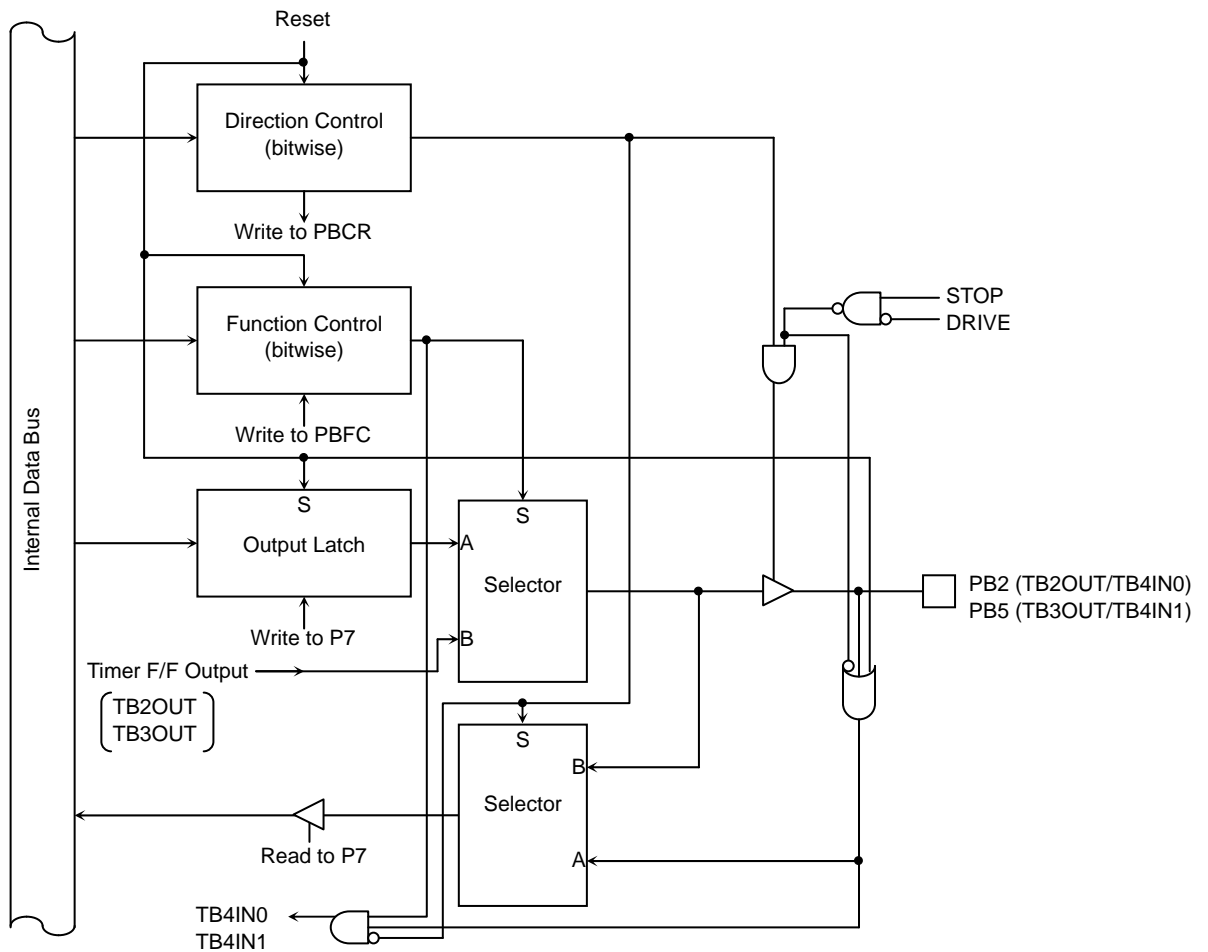 Reset
Direction Control
(bitwise)
Write to PBCR
Function Control
(bitwise)
STOP
DRIVE
Write to PBFC
Internal Data Bus
S
Output Latch
S
A
Selector
B
PB2 (TB2OUT/TB4IN0)
PB5 (TB3OUT/TB4IN1)
Write to P7
Timer F/F Output
TB2OUT
TB3OUT
S
B
Selector
A
Read to P7
TB4IN0
TB4IN1